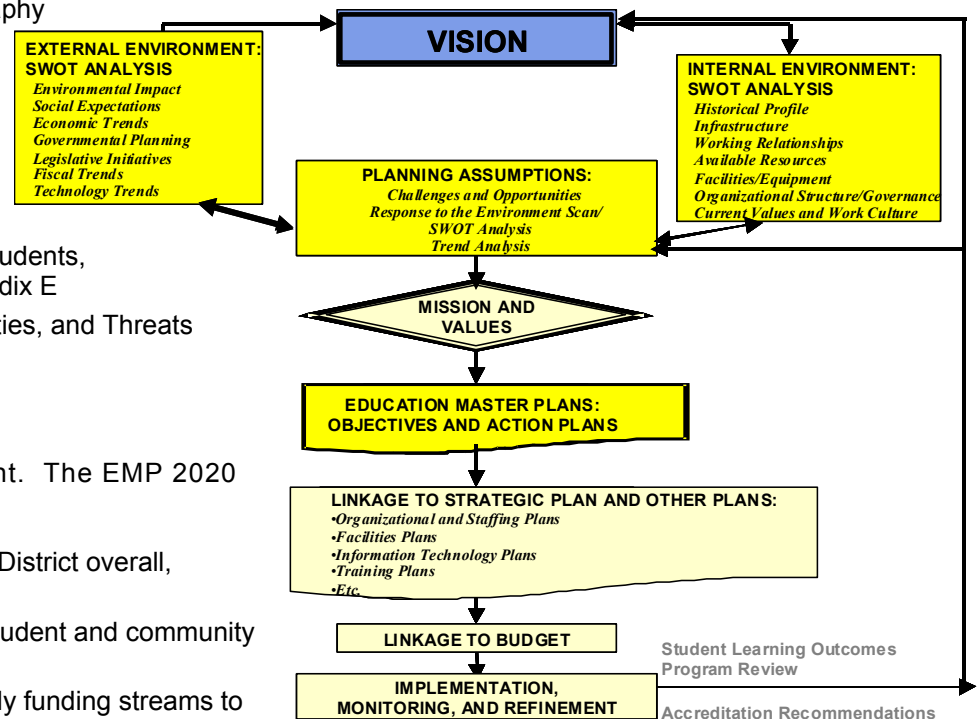 aphy
VISION
EXTERNAL ENVIRONMENT:
SWOT ANALYSIS
Environmental Impact
Social Expectations
Economic Trends
Governmental Planning
Legislative Initiatives
Fiscal Trends
Technology Trends
INTERNAL ENVIRONMENT:
SWOT ANALYSIS
Historical Profile
Infrastructure
Working Relationships
Available Resources
Facilities/Equipment
Organizational Structure/Governance
Current Values and Work Culture
PLANNING ASSUMPTIONS:
Challenges and Opportunities
Response to the Environment Scan/
SWOT Analysis
Trend Analysis
udents,
dix E
ties, and Threats
MISSION AND
VALUES
EDUCATION MASTER PLANS:
OBJECTIVES AND ACTION PLANS
nt. The EMP 2020
LINKAGE TO STRATEGIC PLAN AND OTHER PLANS:
•Organizational and Staffing Plans
•Facilities Plans
•Information Technology Plans
•Training Plans
•Etc.
District overall,
udent and community
LINKAGE TO BUDGET
Student Learning Outcomes
Program Review
ly funding streams to
IMPLEMENTATION,
MONITORING, AND REFINEMENT
Accreditation Recommendations